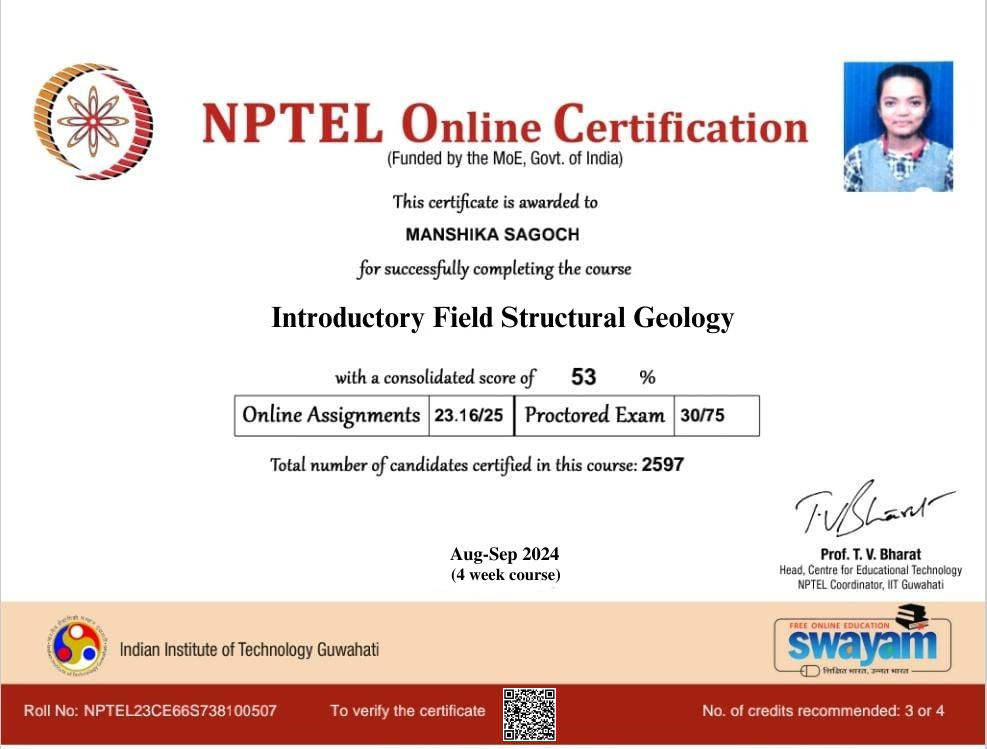 NPTEL Online Certification
(Funded by the MoE, Govt. of India)
This certificate is awarded to
MANSHIKA SAGOCH
for successfully completing the course
Introductory Field Structural Geology
with a consolidated score of 53 %
Online Assignments 23.16/25 Proctored Exam 30/75
Total number of candidates certified in this course: 2597
T.V Bharat
Aug-Sep 2024
(4 week course)
Prof. T. V. Bharat
Head, Centre for Educational Technology
NPTEL Coordinator, IIT Guwahati
Indian Institute of Technology Guwahati
FREE ONLINE EDUCATION
swayam
शिक्षित भारत, उन्नत भारत
Roll No: NPTEL23CE66S738100507 To verify the certificate No. of credits recommended: 3 or 4